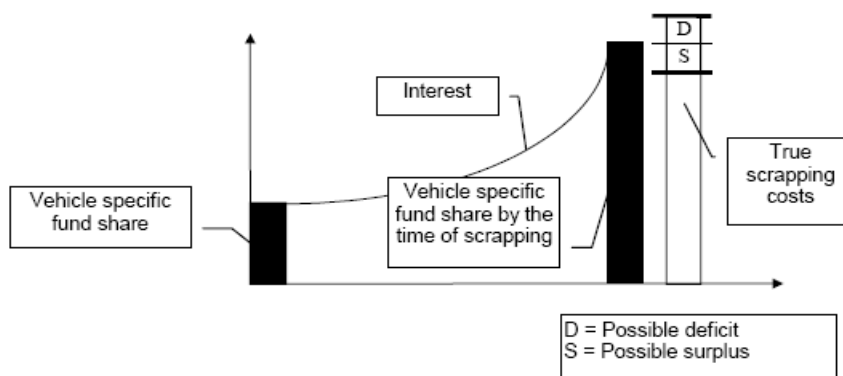 D
S
Interest
True
scrapping
costs
Vehicle specific
fund share by the
time of scrapping
Vehicle specific
fund share
D = Possible deficit
S = Possible surplus